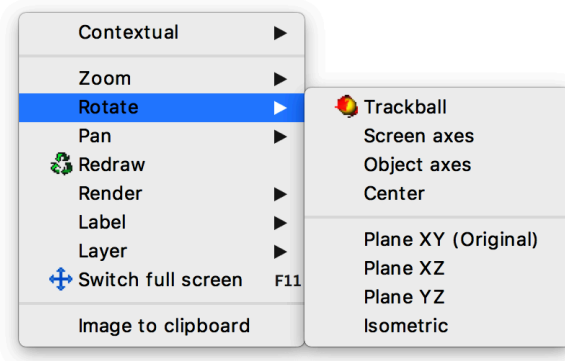 Contextual
Zoom
Rotate
Pan
Redraw
Render
Label
Layer
Switch full screen F11
Image to clipboard
Trackball
Screen axes
Object axes
Center
Plane XY (Original)
Plane XZ
Plane YZ
Isometric